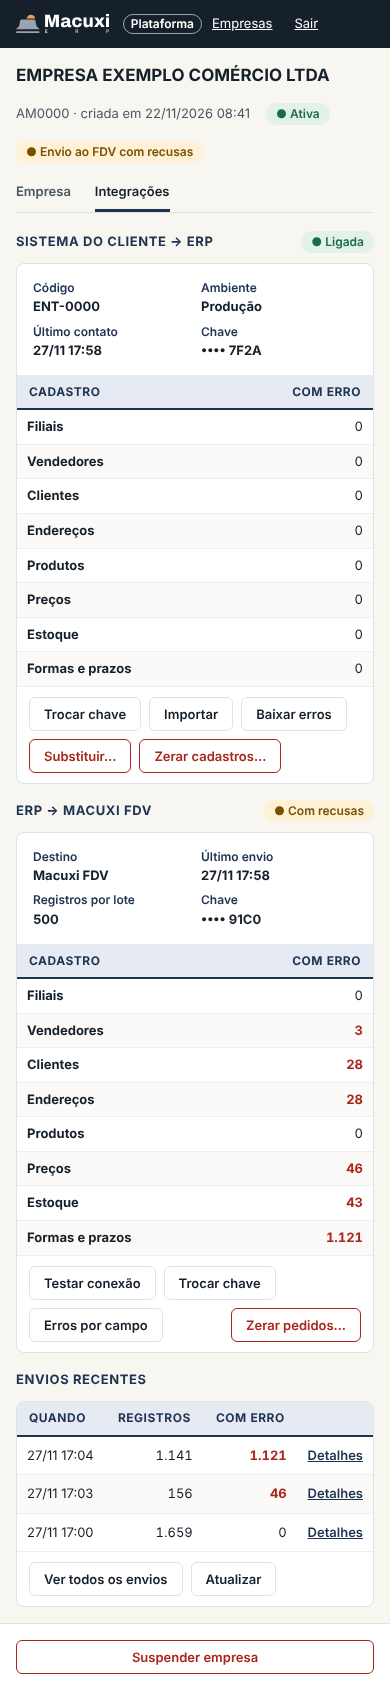 Macuxi
E R P
Plataforma
Empresas
Sair
EMPRESA EXEMPLO COMÉRCIO LTDA
AM0000 · criada em 22/11/2026 08:41
Ativa
Envio ao FDV com recusas
Empresa
Integrações
SISTEMA DO CLIENTE → ERP
Ligada
Código
Ambiente
ENT-0000
Produção
Último contato
Chave
27/11 17:58
•••• 7F2A
CADASTRO COM ERRO
Filiais 0
Vendedores 0
Clientes 0
Endereços 0
Produtos 0
Preços 0
Estoque 0
Formas e prazos 0
Trocar chave
Importar
Baixar erros
Substituir...
Zerar cadastros...
ERP → MACUXI FDV
Com recusas
Destino
Último envio
Macuxi FDV
27/11 17:58
Registros por lote
Chave
500
•••• 91C0
CADASTRO COM ERRO
Filiais 0
Vendedores 3
Clientes 28
Endereços 28
Produtos 0
Preços 46
Estoque 43
Formas e prazos 1.121
Testar conexão
Trocar chave
Erros por campo
Zerar pedidos...
ENVIOS RECENTES
QUANDO REGISTROS COM ERRO
27/11 17:04 1.141 1.121 Detalhes
27/11 17:03 156 46 Detalhes
27/11 17:00 1.659 0 Detalhes
Ver todos os envios
Atualizar
Suspender empresa